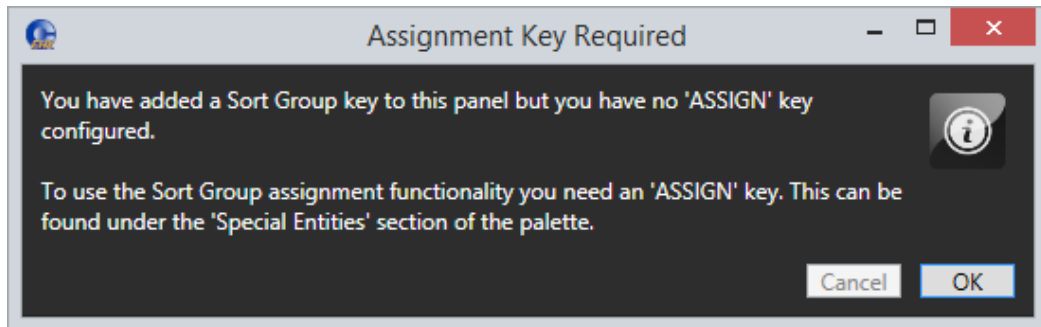 Assignment Key Required
You have added a Sort Group key to this panel but you have no 'ASSIGN' key
configured.
To use the Sort Group assignment functionality you need an 'ASSIGN' key. This can be
found under the 'Special Entities' section of the palette.
Cancel OK